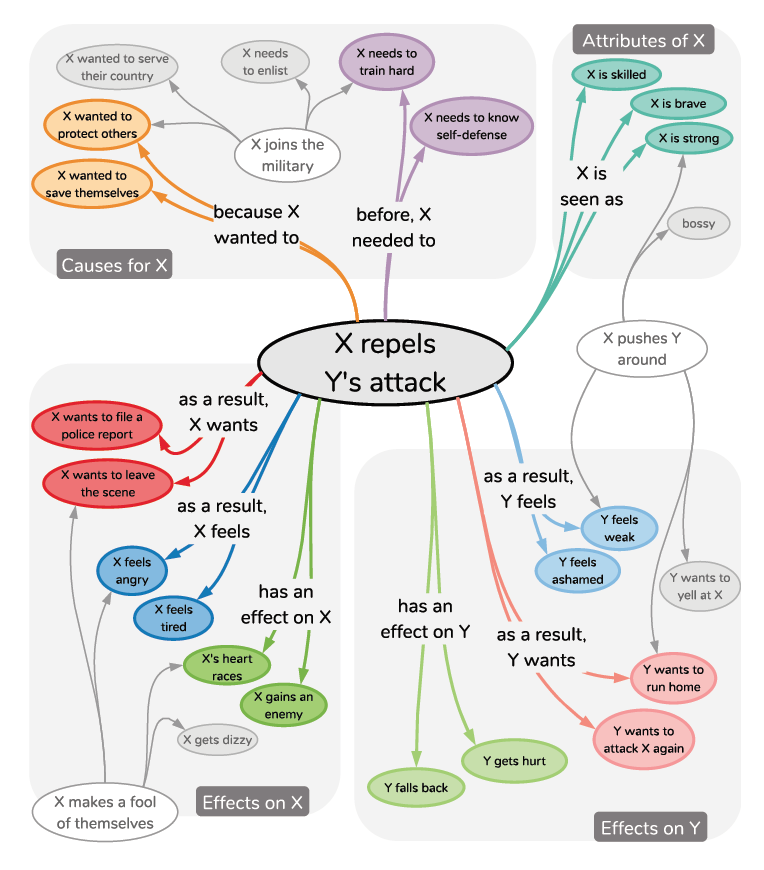 X wanted to serve
their country
X needs
to enlist
X needs to
train hard
X wanted to
protect others
X joins the
military
X needs to know
self-defense
X wanted to
save themselves
because X
wanted to
before, X
needed to
Causes for X
Attributes of X
X is skilled
X is brave
X is strong
X is
seen as
bossy
X repels
Y's attack
X pushes Y
around
as a result,
X wants
X wants to file a
police report
X wants to leave
the scene
as a result,
X feels
X feels
angry
X feels
tired
has an
effect on X
X's heart
races
X gains an
enemy
X gets dizzy
X makes a fool
of themselves
Effects on X
as a result,
Y feels
Y feels
weak
Y feels
ashamed
Y wants to
yell at X
has an
effect on Y
as a result,
Y wants
Y wants to
run home
Y wants to
attack X again
Y gets hurt
Y falls back
Effects on Y